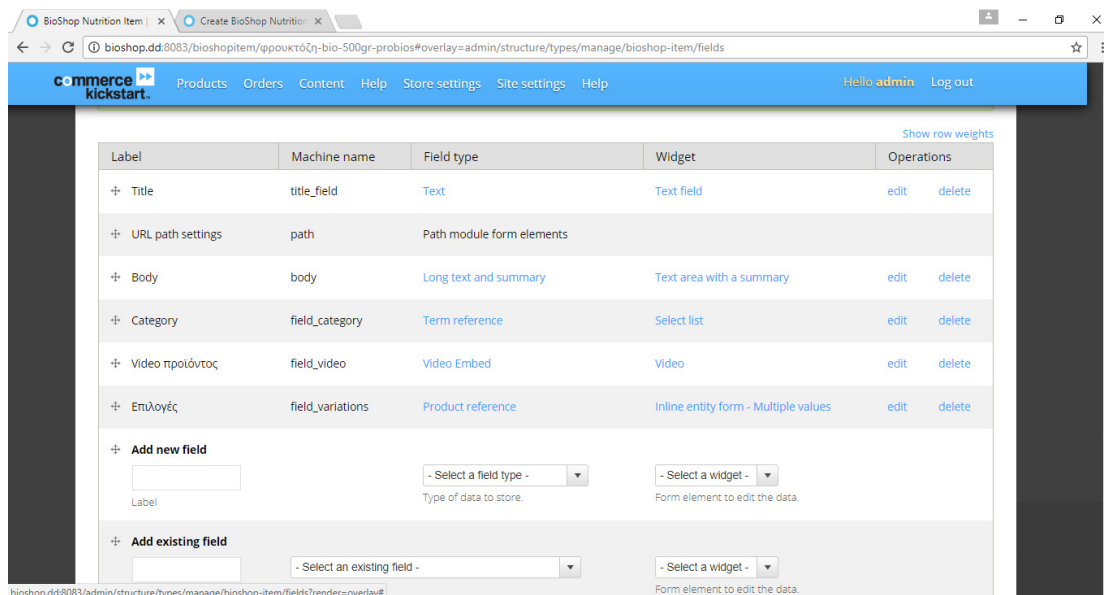 BioShop Nutrition Item |
Create BioShop Nutrition
bioshop.dd:8083/bioshopitem/φρουκτόζη-bio-500gr-probios#overlay=admin/structure/types/manage/bioshop-item/fields
commerce kickstart Products Orders Content Help Store settings Site settings Help Hello admin Log out
Show row weights
Label Machine name Field type Widget Operations
Title title_field Text Text field edit delete
URL path settings path Path module form elements
Body body Long text and summary Text area with a summary edit delete
Category field_category Term reference Select list edit delete
Video προϊόντος field_video Video Embed Video edit delete
Επιλογές field_variations Product reference Inline entity form - Multiple values edit delete
Add new field
- Select a field type - - Select a widget -
Label Type of data to store. Form element to edit the data.
Add existing field
- Select an existing field - - Select a widget -
Form element to edit the data.
bioshop.dd:8083/admin/structure/types/manage/bioshop-item/fields?render=overlay#